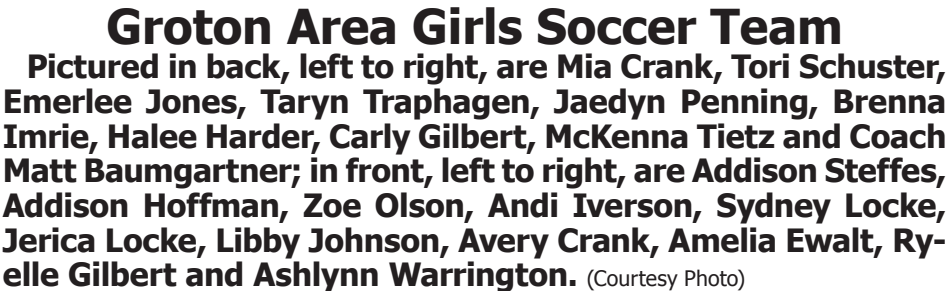 Groton Area Girls Soccer Team
Pictured in back, left to right, are Mia Crank, Tori Schuster,
Emerlee Jones, Taryn Traphagen, Jaedyn Penning, Brenna
Imrie, Halee Harder, Carly Gilbert, McKenna Tietz and Coach
Matt Baumgartner; in front, left to right, are Addison Steffes,
Addison Hoffman, Zoe Olson, Andi Iverson, Sydney Locke,
Jerica Locke, Libby Johnson, Avery Crank, Amelia Ewalt, Ry-
elle Gilbert and Ashlynn Warrington. (Courtesy Photo)